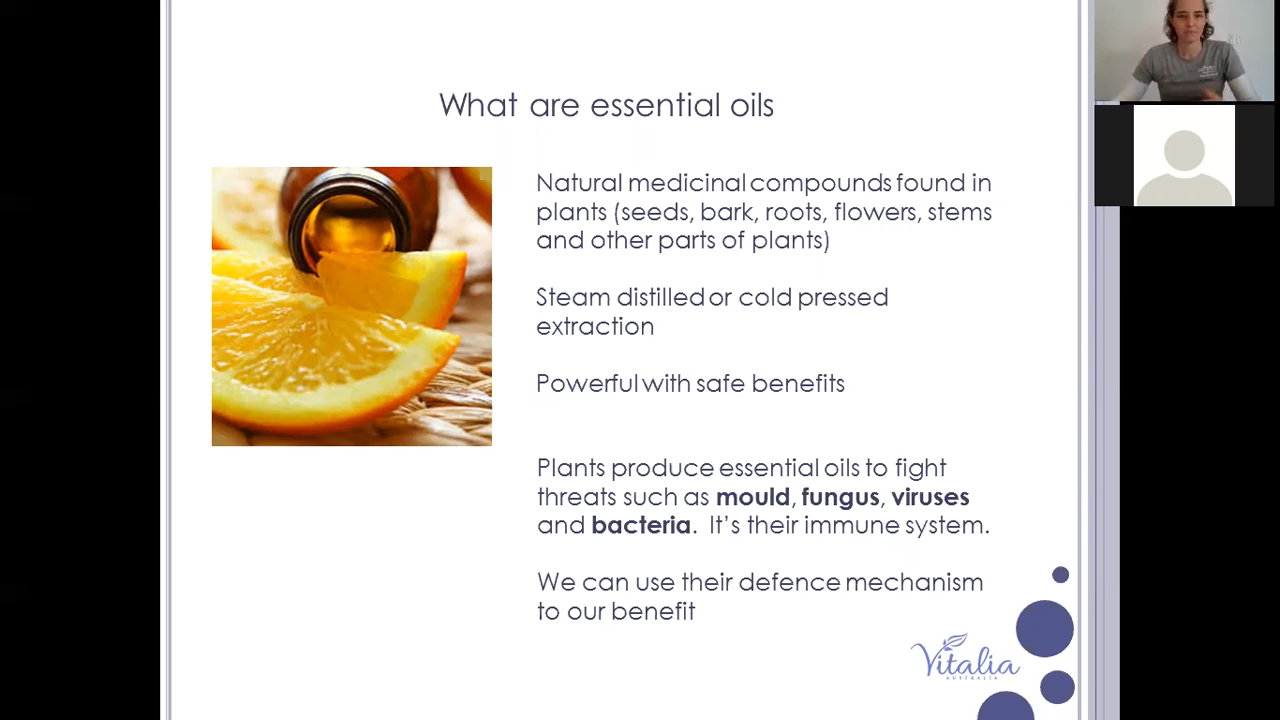 What are essential oils
Natural medicinal compounds found in
plants (seeds, bark, roots, flowers, stems
and other parts of plants)
Steam distilled or cold pressed
extraction
Powerful with safe benefits
Plants produce essential oils to fight
threats such as mould, fungus, viruses
and bacteria. It's their immune system.
We can use their defence mechanism
to our benefit
Vitalia
AUSTRALIA